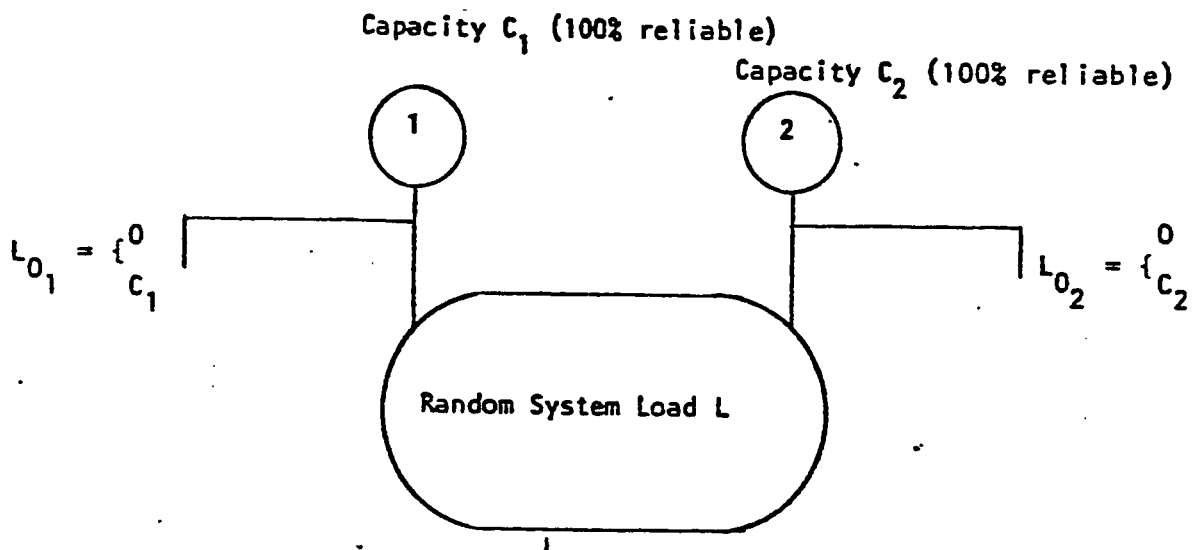 Capacity C₁ (100% reliable)
Capacity C₂ (100% reliable)
1
2
L₀₁ = { 0
C₁
L₀₂ = { 0
C₂
Random System Load L